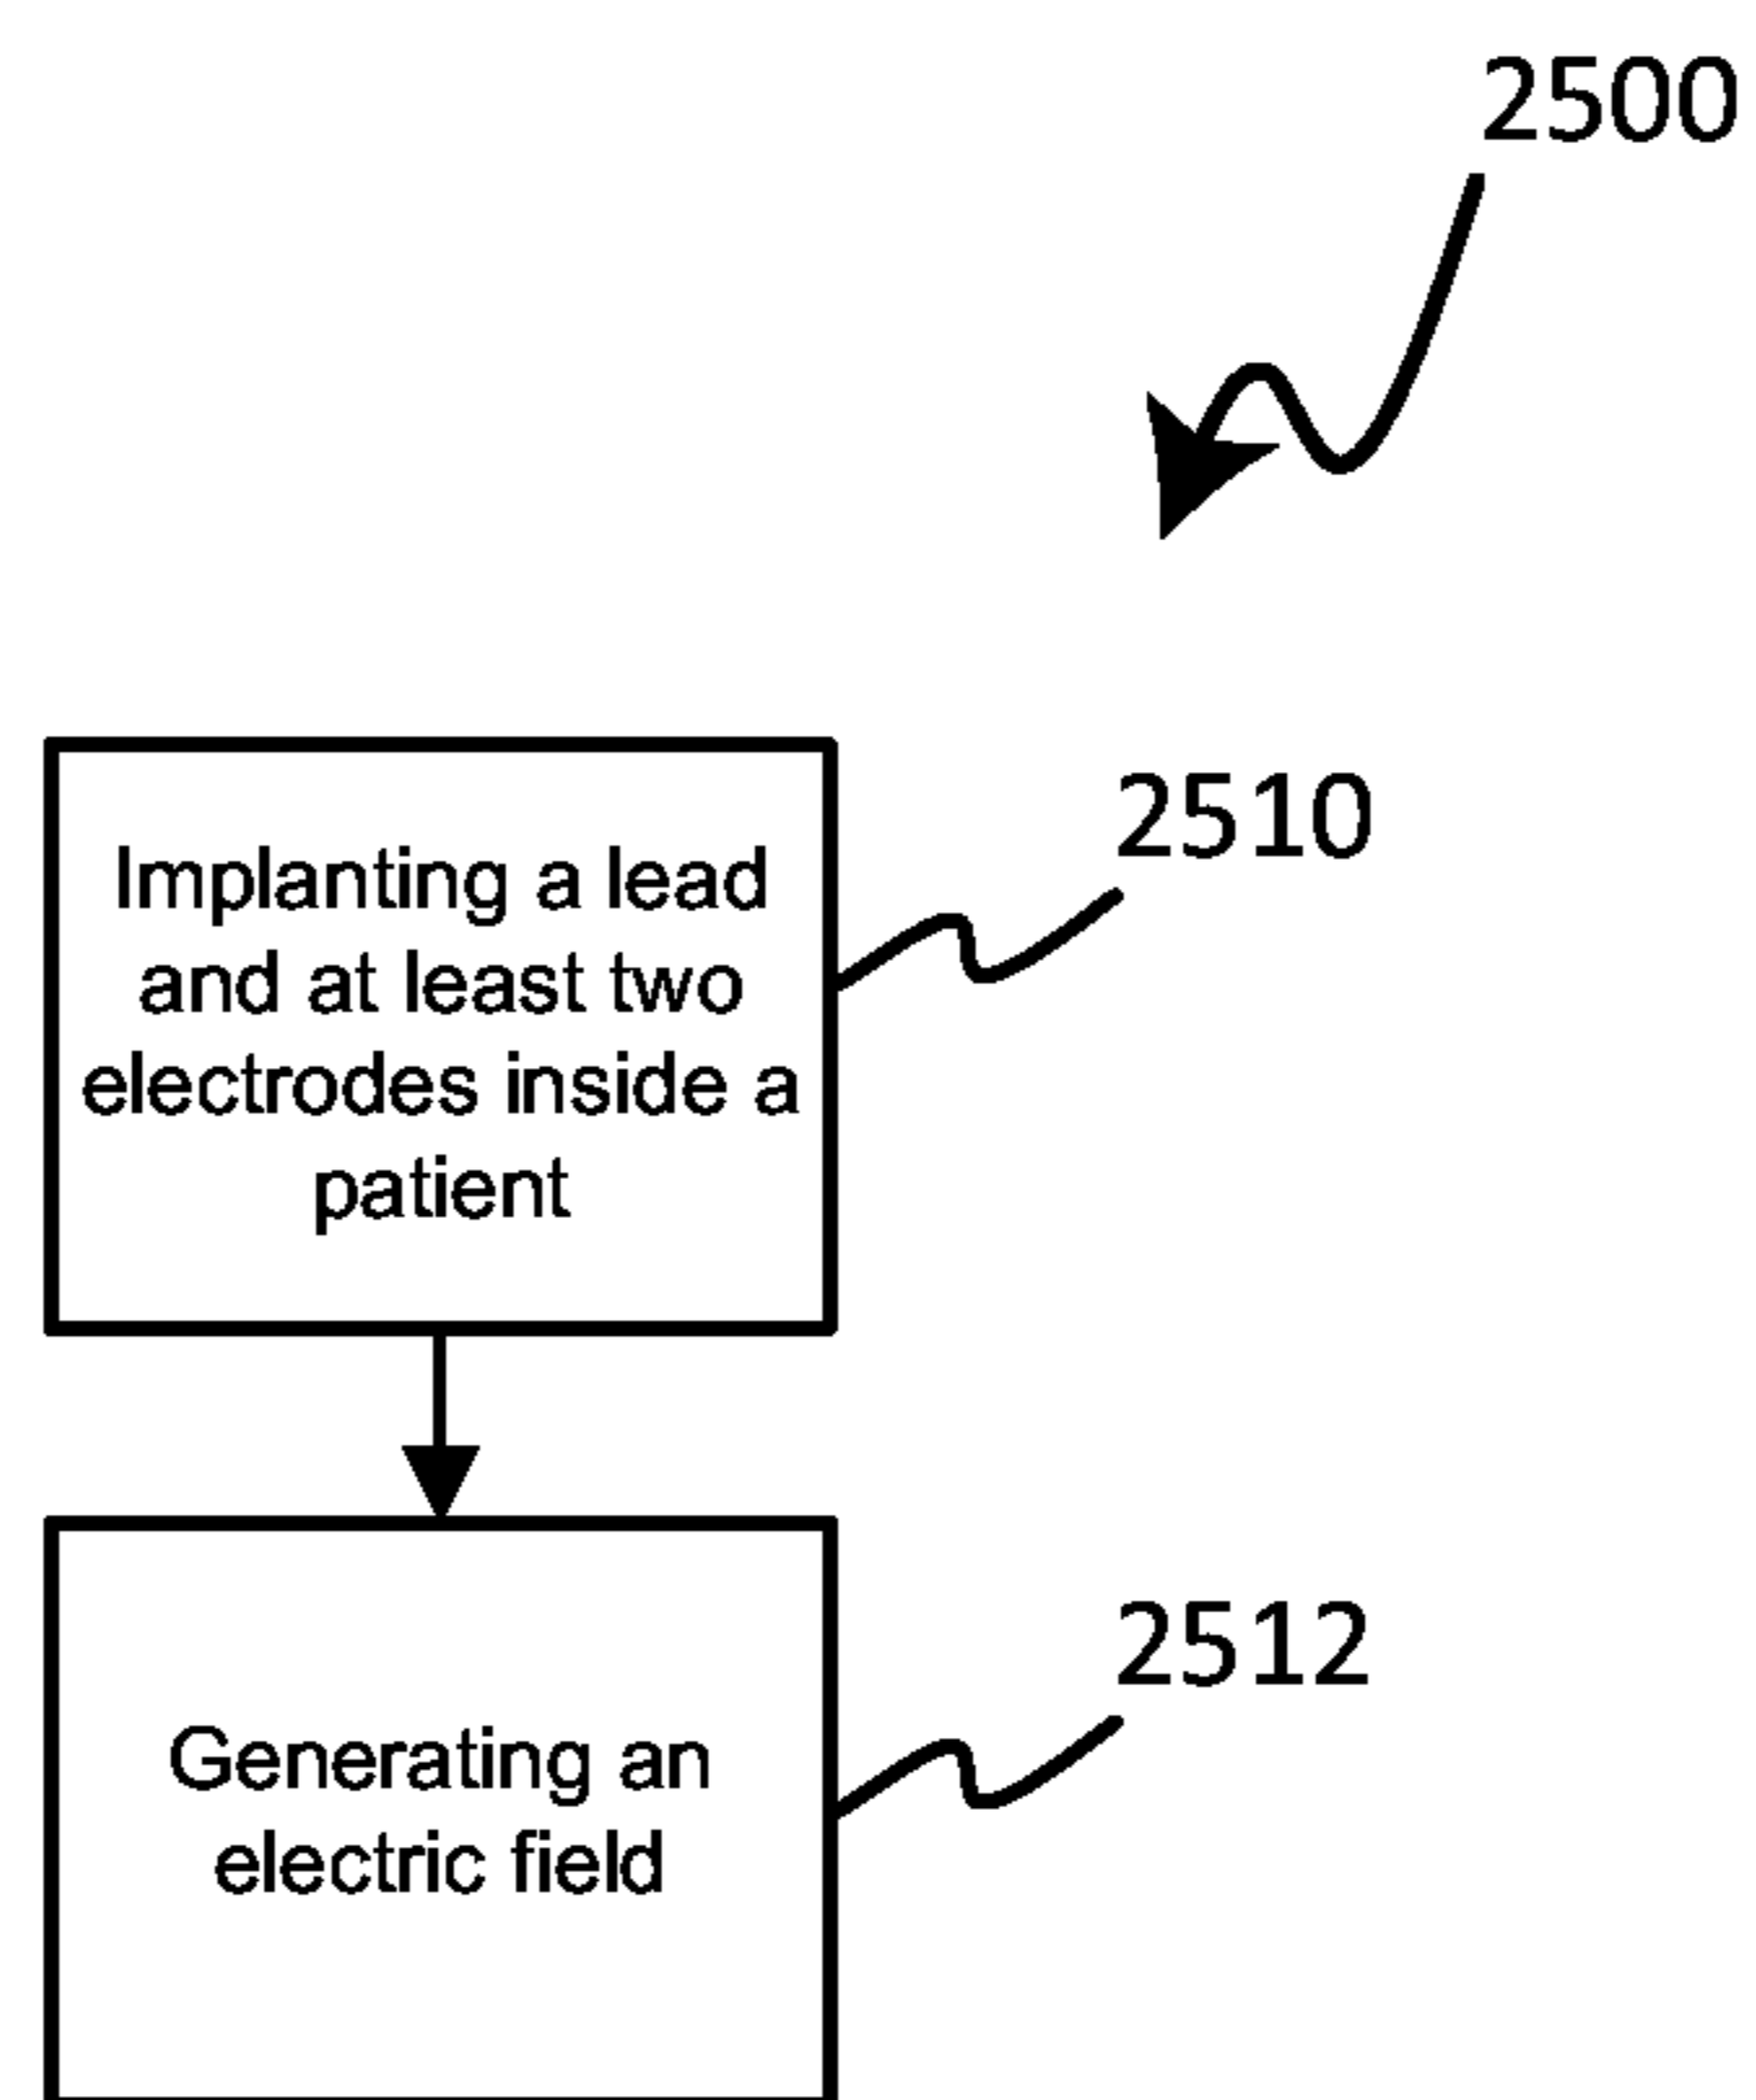 2500
Implanting a lead
and at least two
electrodes inside a
patient
2510
Generating an
electric field
2512